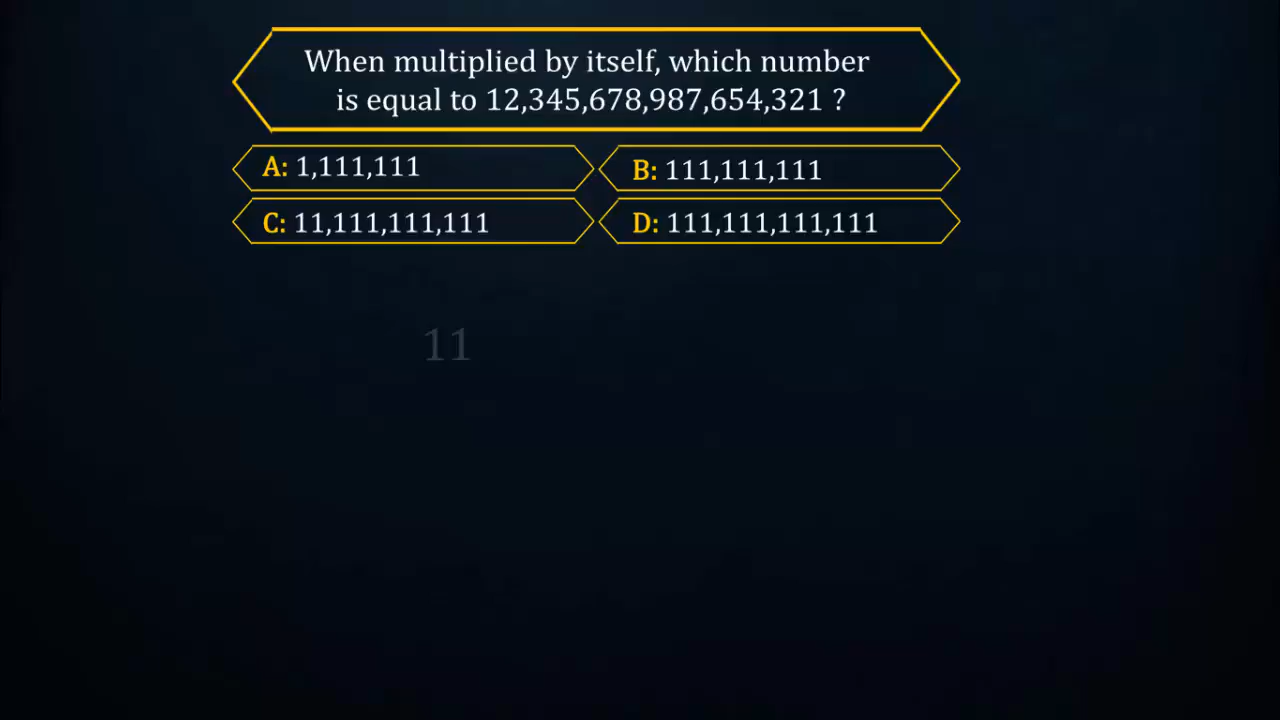 When multiplied by itself, which number
is equal to 12,345,678,987,654,321 ?
A: 1,111,111
B: 111,111,111
C: 11,111,111,111
D: 111,111,111,111
11